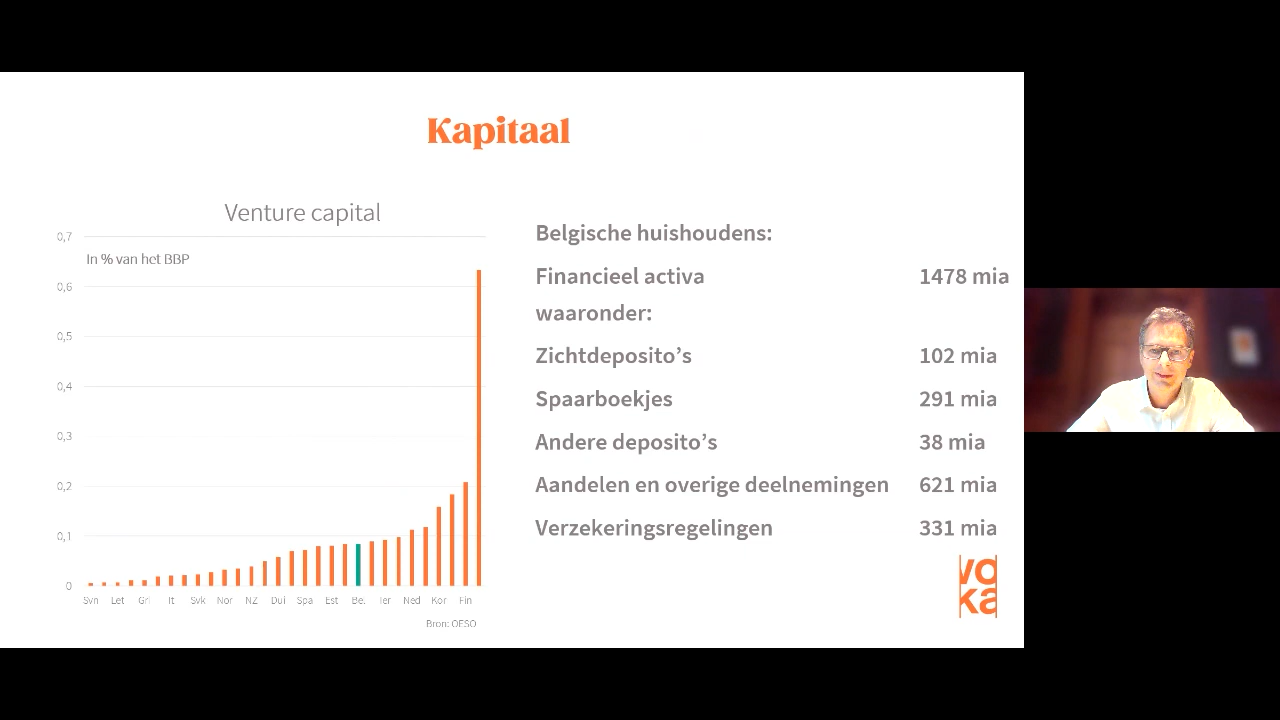 Kapitaal
Venture capital
0,7
In % van het BBP
0,6
0,5
0,4
0,3
0,2
0,1
0
Svn Let Gri It Svk Nor NZ Dui Spa Est Bel Ier Ned Kor Fin
Bron: OESO
Belgische huishoudens:
Financieel activa 1478 mia
waaronder:
Zichtdeposito’s 102 mia
Spaarboekjes 291 mia
Andere deposito’s 38 mia
Aandelen en overige deelnemingen 621 mia
Verzekeringsregelingen 331 mia
vo
ka